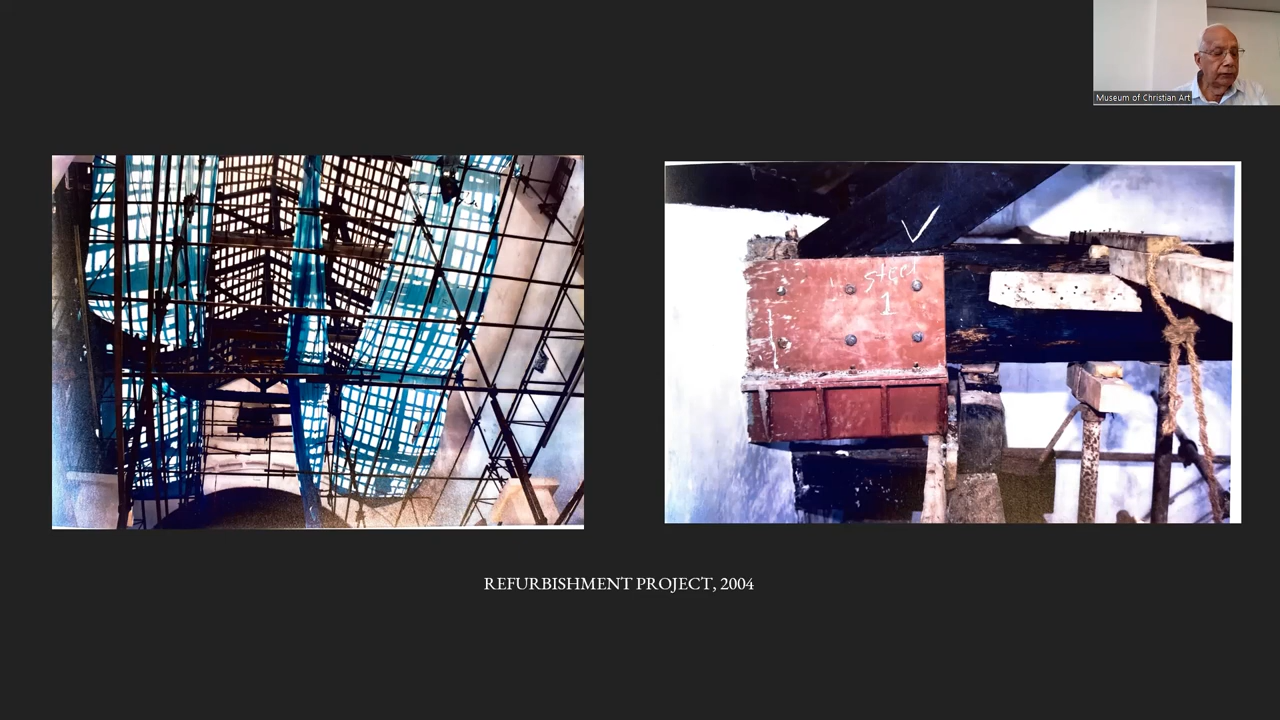 Museum of Christian Art
steel
1
REFURBISHMENT PROJECT, 2004